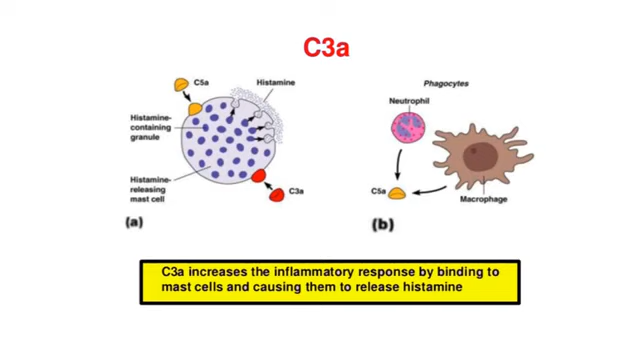 C3a
C5a
Histamine
Histamine-
containing
granule
Histamine-
releasing
mast cell
C3a
(a)
Phagocytes
Neutrophil
C5a
Macrophage
(b)
C3a increases the inflammatory response by binding to
mast cells and causing them to release histamine